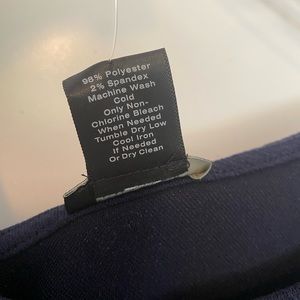 98% Polyester
2% Spandex
Machine Wash
Cold
Only Non-
Chlorine Bleach
When Needed
Tumble Dry Low
Cool Iron
If Needed
Or Dry Clean